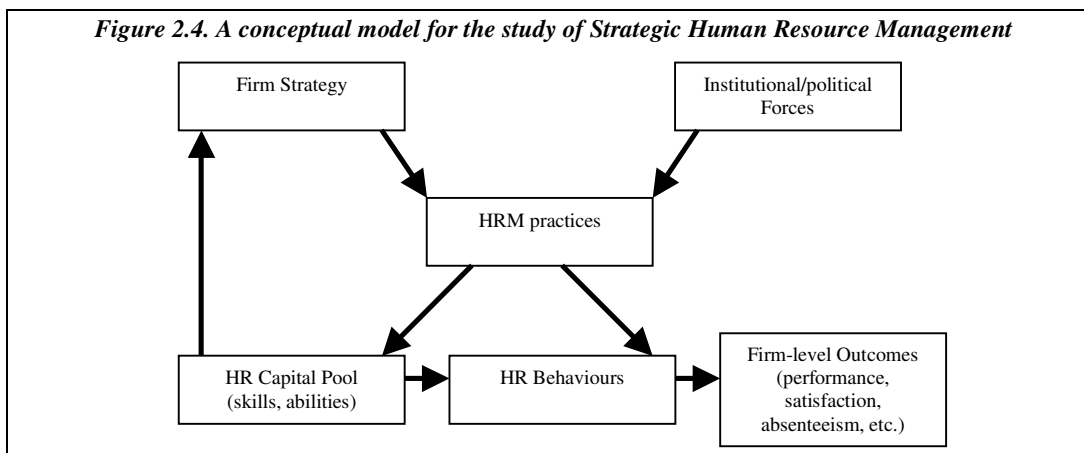 Figure 2.4. A conceptual model for the study of Strategic Human Resource Management
Firm Strategy
Institutional/political
Forces
HRM practices
HR Capital Pool
(skills, abilities)
HR Behaviours
Firm-level Outcomes
(performance,
satisfaction,
absenteeism, etc.)